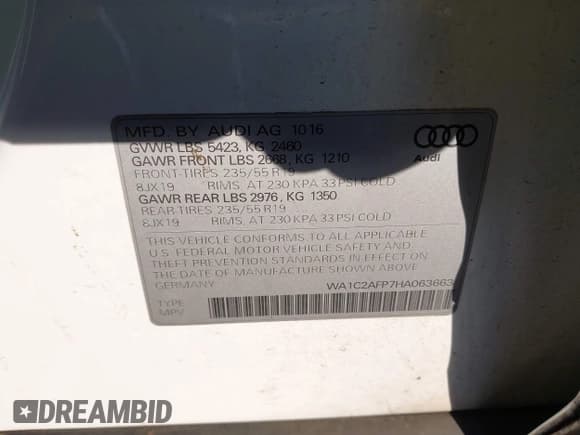 MFD. BY AUDI AG 1016
GVWR LBS 5423, KG 2460
GAWR FRONT LBS 2668, KG 1210
FRONT-TIRES 235/55 R19
8JX19 RIMS, AT 230 KPA 33 PSI COLD
GAWR REAR LBS 2976, KG 1350
REAR-TIRES 235/55 R19
8JX19 RIMS, AT 230 KPA 33 PSI COLD
THIS VEHICLE CONFORMS TO ALL APPLICABLE
U.S. FEDERAL MOTOR VEHICLE SAFETY AND
THEFT PREVENTION STANDARDS IN EFFECT ON
THE DATE OF MANUFACTURE SHOWN ABOVE.
GERMANY WA1C2AFP7HA063663
TYPE
MPV
Audi
DREAMBID